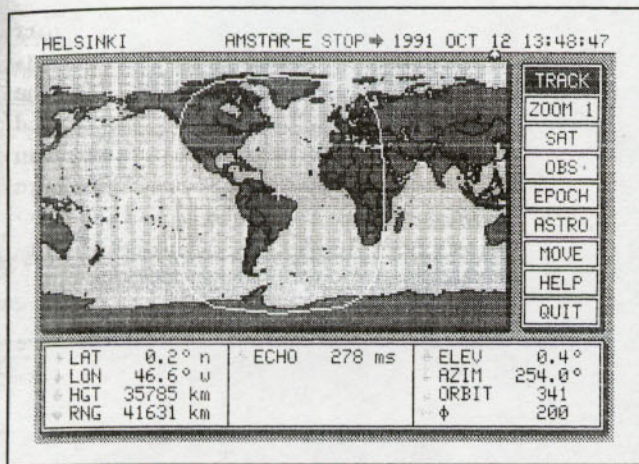 HELSINKI AMSTAR-E STOP➔ 1991 OCT 12 13:48:47
TRACK
ZOOM 1
SAT
OBS
EPOCH
ASTRO
MOVE
HELP
QUIT
LAT 0.2° n
LON 46.6° w
HGT 35785 km
RNG 41631 km
ECHO 278 ms
ELEV 0.4°
AZIM 254.0°
ORBIT 341
ϕ 200